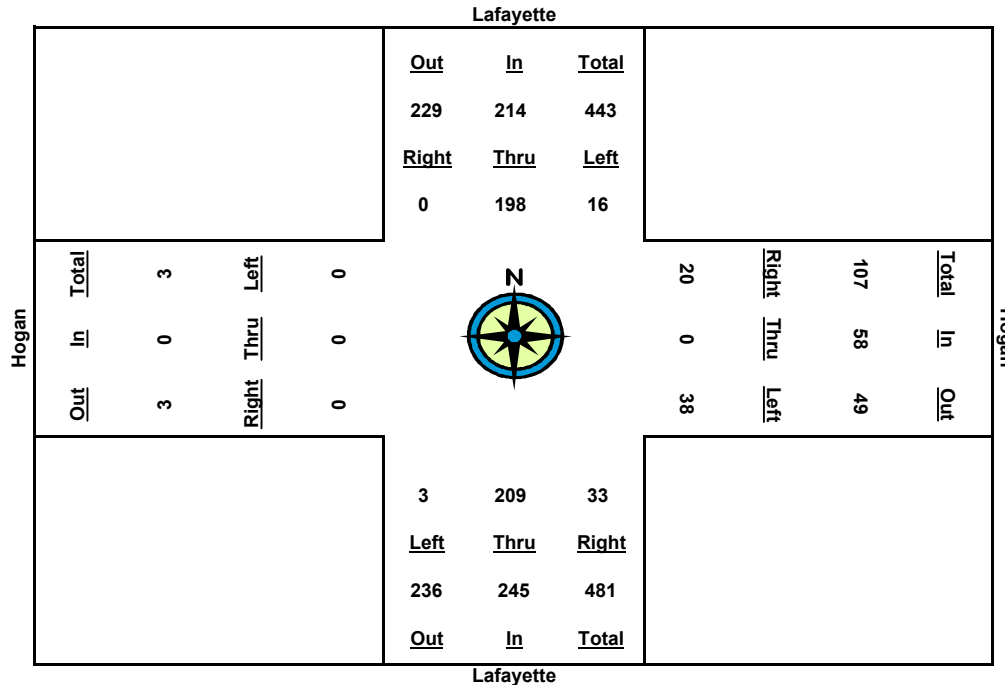 Lafayette
Out In Total
229 214 443
Right Thru Left
0 198 16
Hogan
Total 3 Left 0
In 0 Thru 0
Out 3 Right 0
N
20 Right 107 Total
0 Thru 58 In
38 Left 49 Out
Hogan
3 209 33
Left Thru Right
236 245 481
Out In Total
Lafayette